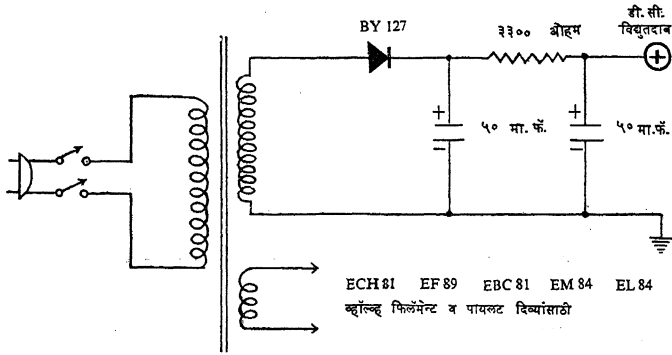 डी. सी.
विद्युतदाब
BY 127
३३०० ओहम
+
+
+
५० मा. फॅ.
५० मा. फॅ.
−
−
ECH 81 EF 89 EBC 81 EM 84 EL 84
व्हॉल्व्ह फिलॅमेन्ट व पायलट दिव्यांसाठी